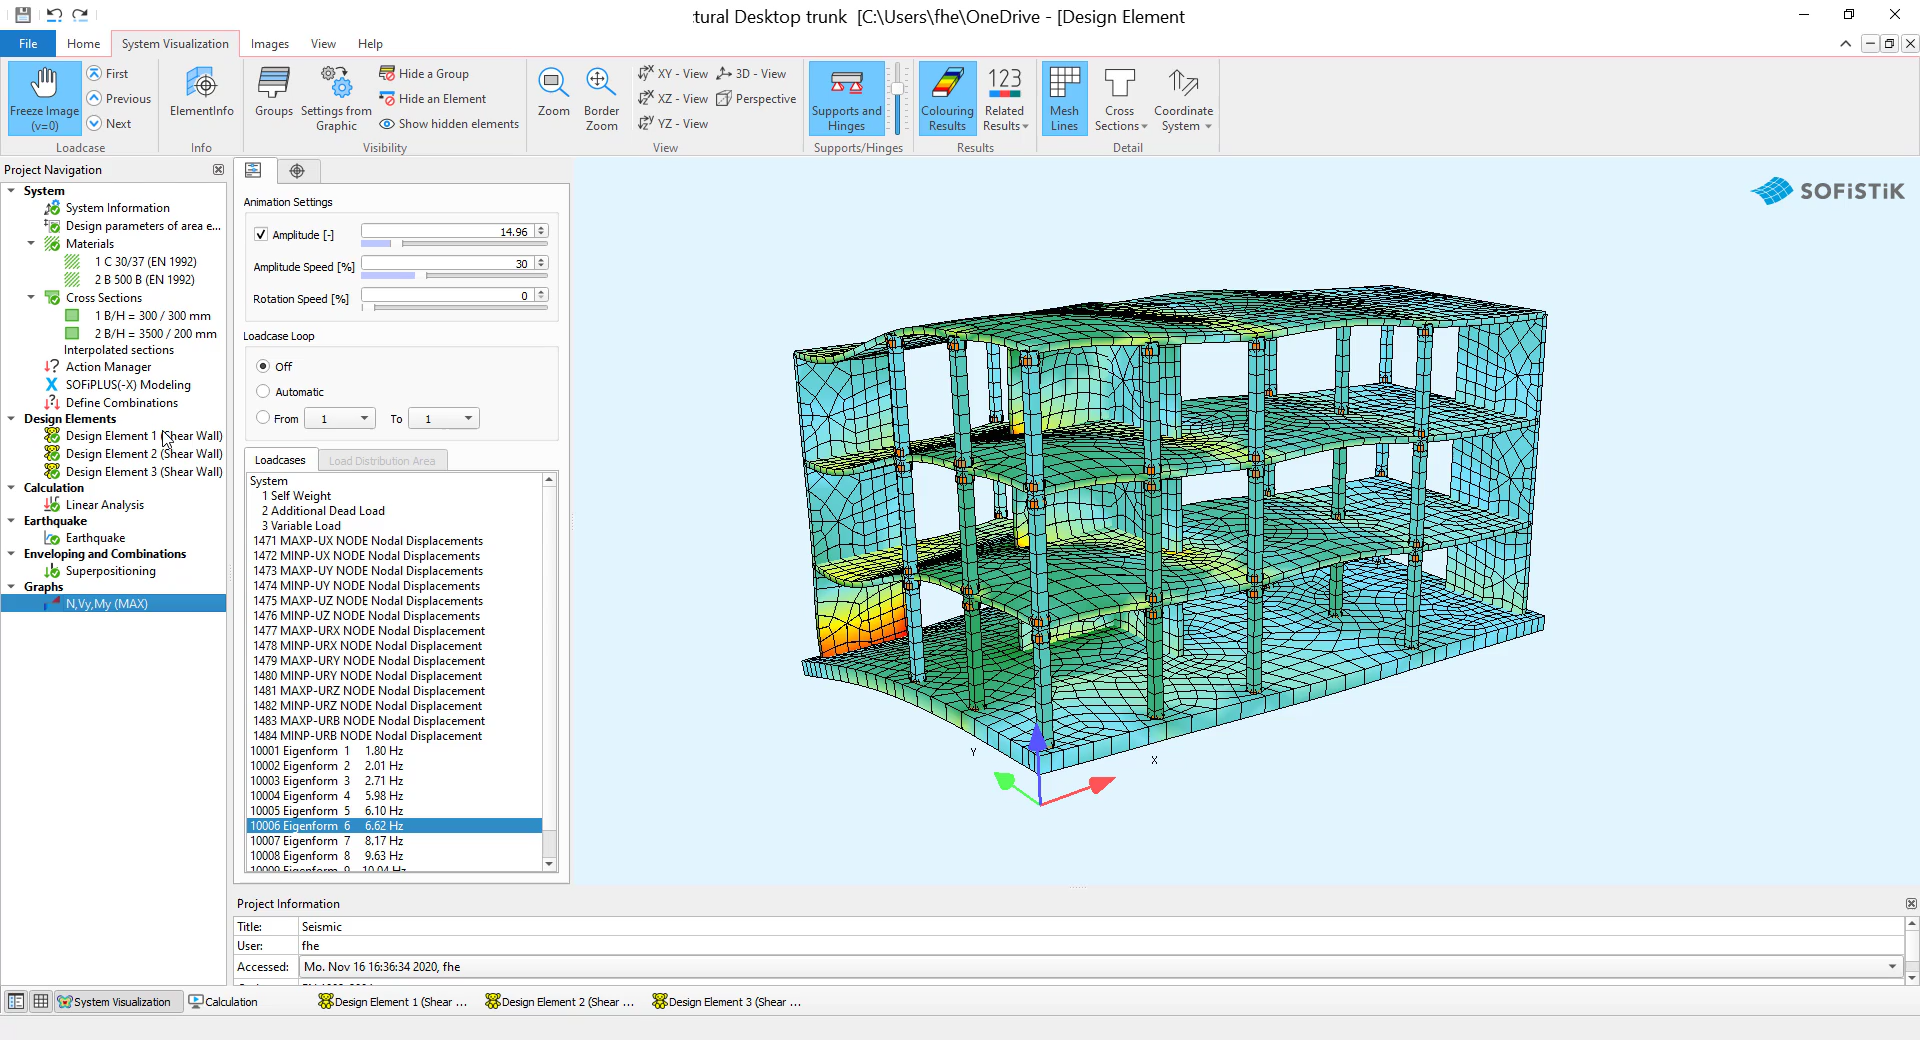 tural Desktop trunk [C:\Users\fhe\OneDrive - [Design Element
File Home System Visualization Images View Help
Freeze Image (v=0)
First
Previous
Next
Loadcase
ElementInfo
Info
Groups
Settings from Graphic
Hide a Group
Hide an Element
Show hidden elements
Visibility
Zoom
Border Zoom
XY - View
XZ - View
YZ - View
3D - View
Perspective
View
Supports and Hinges
Supports/Hinges
Colouring Results
123
Related Results
Results
Mesh Lines
Cross Sections
Coordinate System
Detail
Project Navigation
System
System Information
Design parameters of area e...
Materials
1 C 30/37 (EN 1992)
2 B 500 B (EN 1992)
Cross Sections
1 B/H = 300 / 300 mm
2 B/H = 3500 / 200 mm
Interpolated sections
Action Manager
SOFiPLUS(-X) Modeling
Define Combinations
Design Elements
Design Element 1 (Shear Wall)
Design Element 2 (Shear Wall)
Design Element 3 (Shear Wall)
Calculation
Linear Analysis
Earthquake
Earthquake
Enveloping and Combinations
Superpositioning
Graphs
N,Vy,My (MAX)
Animation Settings
Amplitude [-] 14.96
Amplitude Speed [%] 30
Rotation Speed [%] 0
Loadcase Loop
Off
Automatic
From 1 To 1
Loadcases Load Distribution Area
System
1 Self Weight
2 Additional Dead Load
3 Variable Load
1471 MAXP-UX NODE Nodal Displacements
1472 MINP-UX NODE Nodal Displacements
1473 MAXP-UY NODE Nodal Displacements
1474 MINP-UY NODE Nodal Displacements
1475 MAXP-UZ NODE Nodal Displacements
1476 MINP-UZ NODE Nodal Displacements
1477 MAXP-URX NODE Nodal Displacement
1478 MINP-URX NODE Nodal Displacement
1479 MAXP-URY NODE Nodal Displacement
1480 MINP-URY NODE Nodal Displacement
1481 MAXP-URZ NODE Nodal Displacement
1482 MINP-URZ NODE Nodal Displacement
1483 MAXP-URB NODE Nodal Displacement
1484 MINP-URB NODE Nodal Displacement
10001 Eigenform 1 1.80 Hz
10002 Eigenform 2 2.01 Hz
10003 Eigenform 3 2.71 Hz
10004 Eigenform 4 5.98 Hz
10005 Eigenform 5 6.10 Hz
10006 Eigenform 6 6.62 Hz
10007 Eigenform 7 8.17 Hz
10008 Eigenform 8 9.63 Hz
10009 Eigenform 9 10.04 Hz
SOFiSTiK
Y
X
Project Information
Title: Seismic
User: fhe
Accessed: Mo. Nov 16 16:36:34 2020, fhe
System Visualization Calculation Design Element 1 (Shear ... Design Element 2 (Shear ... Design Element 3 (Shear ...